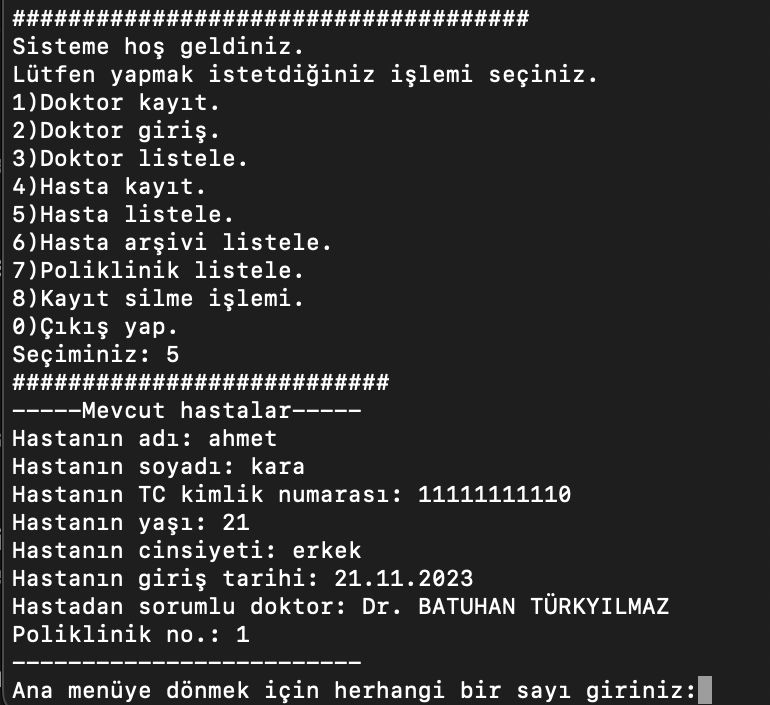 #####################################
Sisteme hoş geldiniz.
Lütfen yapmak istetdiğiniz işlemi seçiniz.
1)Doktor kayıt.
2)Doktor giriş.
3)Doktor listele.
4)Hasta kayıt.
5)Hasta listele.
6)Hasta arşivi listele.
7)Poliklinik listele.
8)Kayıt silme işlemi.
0)Çıkış yap.
Seçiminiz: 5
###########################
-----Mevcut hastalar-----
Hastanın adı: ahmet
Hastanın soyadı: kara
Hastanın TC kimlik numarası: 11111111110
Hastanın yaşı: 21
Hastanın cinsiyeti: erkek
Hastanın giriş tarihi: 21.11.2023
Hastadan sorumlu doktor: Dr. BATUHAN TÜRKYILMAZ
Poliklinik no.: 1
-------------------------
Ana menüye dönmek için herhangi bir sayı giriniz: